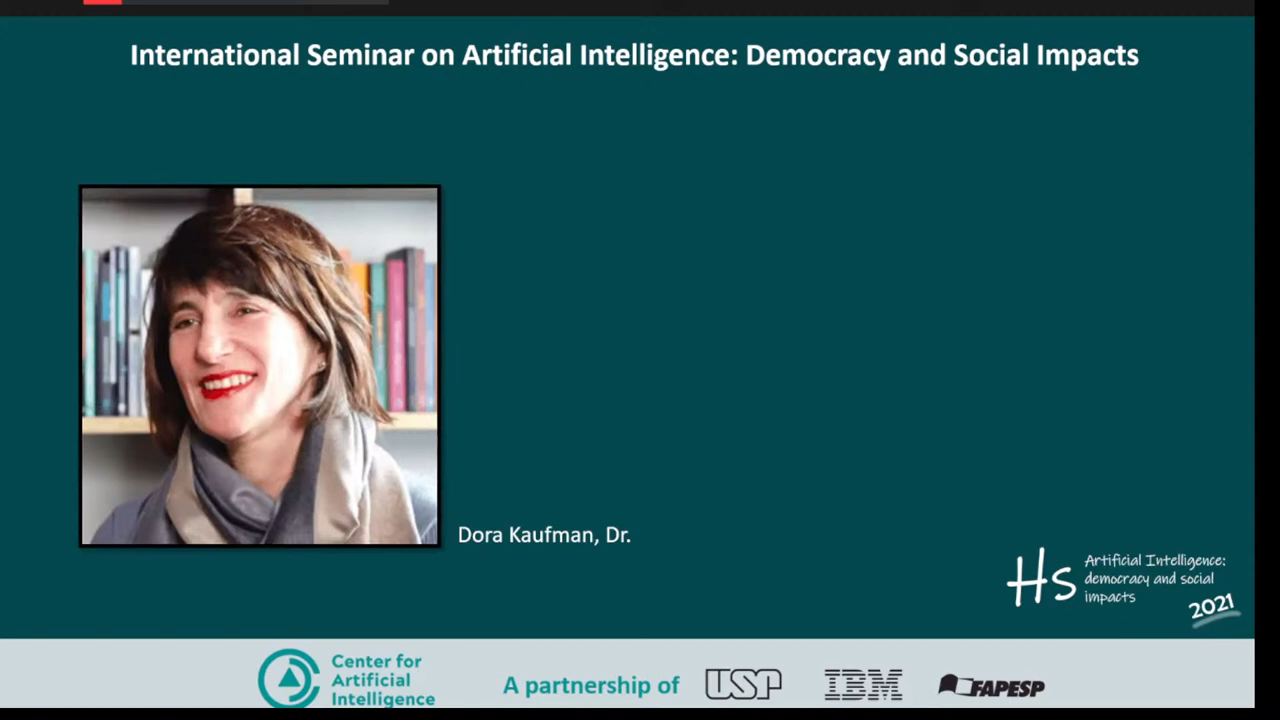 International Seminar on Artificial Intelligence: Democracy and Social Impacts
Dora Kaufman, Dr.
Hs
Artificial Intelligence:
democracy and social
impacts
2021
Center for
Artificial
Intelligence
A partnership of
USP
IBM
FAPESP